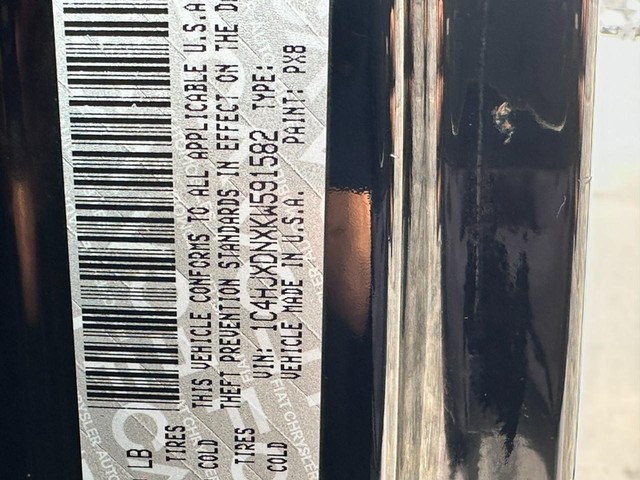 THIS VEHICLE CONFORMS TO ALL APPLICABLE U.S.A
THEFT PREVENTION STANDARDS IN EFFECT ON THE D
VIN: 1C4HJXDNXKW591582 TYPE:
VEHICLE MADE IN U.S.A. PAINT: PX8
LB
TIRES
COLD
TIRES
COLD